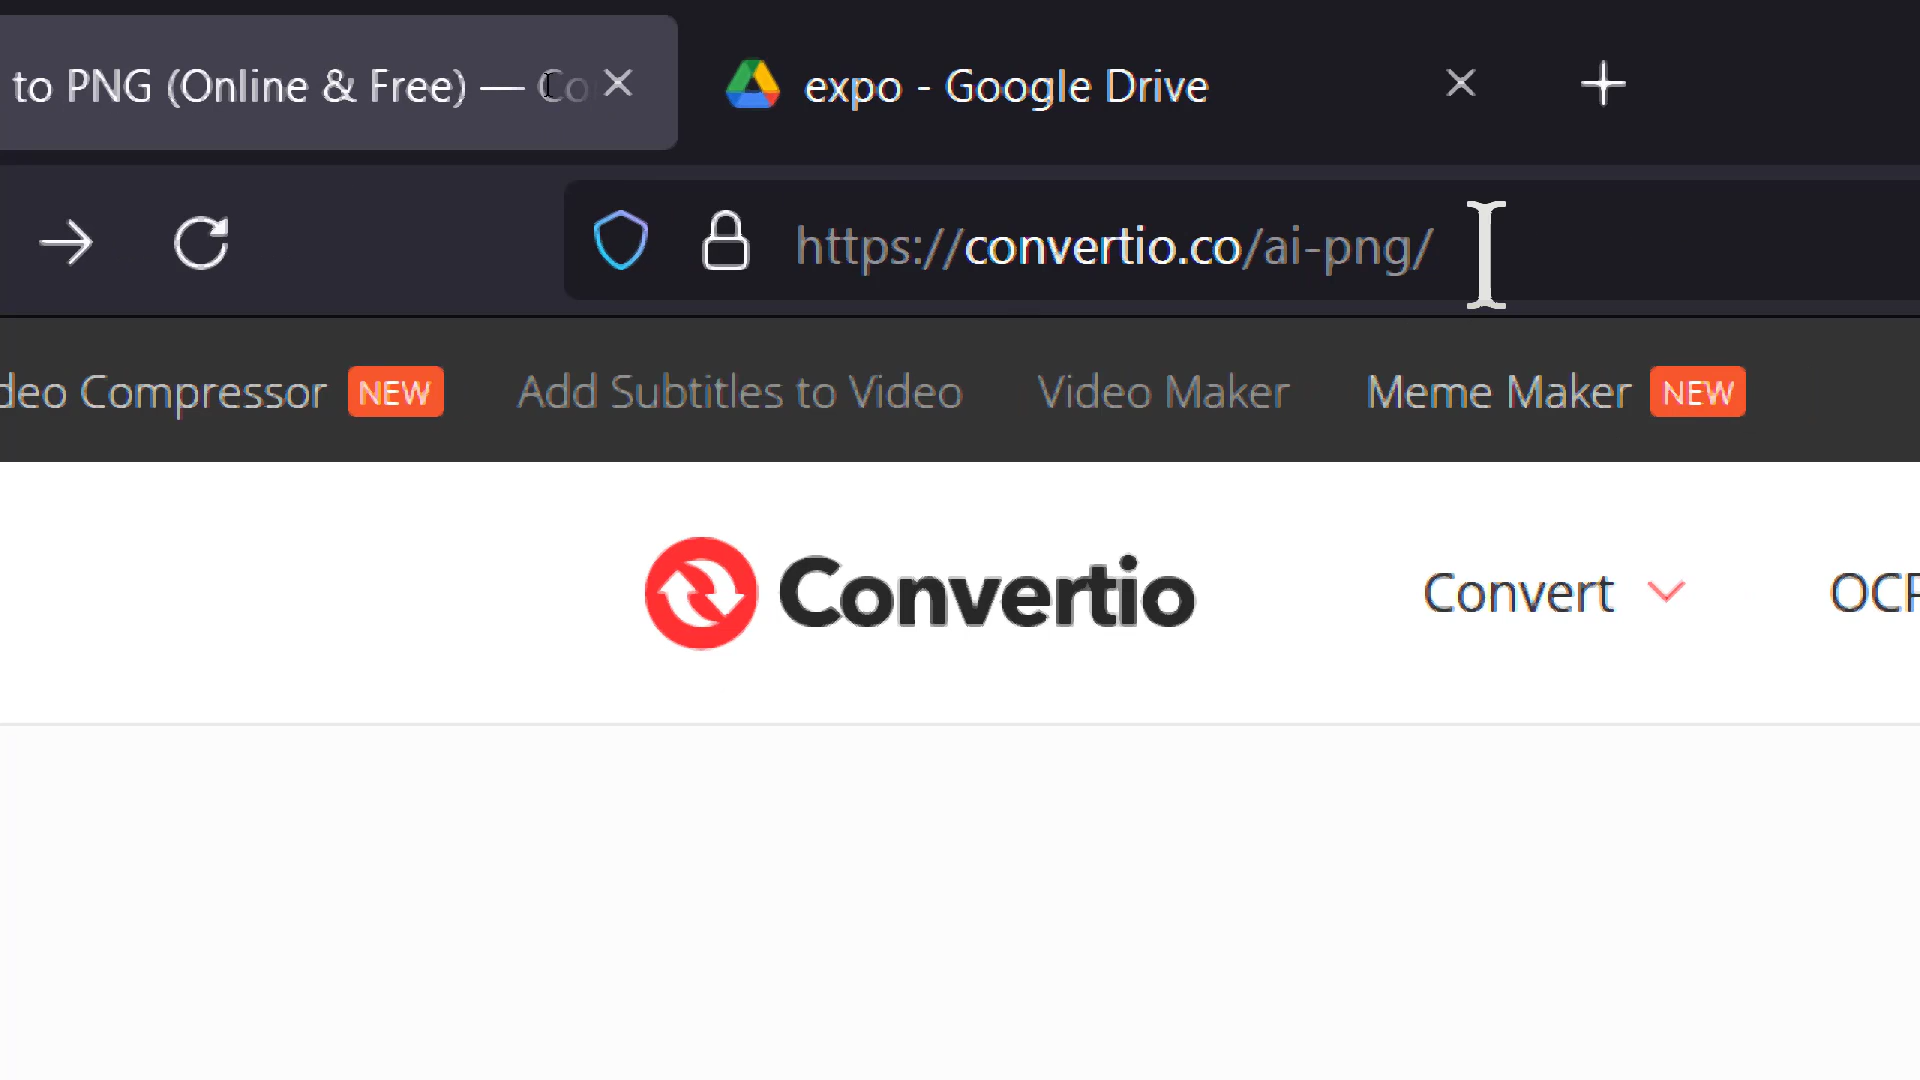 to PNG (Online & Free) — Co
expo - Google Drive
https://convertio.co/ai-png/
deo Compressor NEW Add Subtitles to Video Video Maker Meme Maker NEW
Convertio Convert OCR